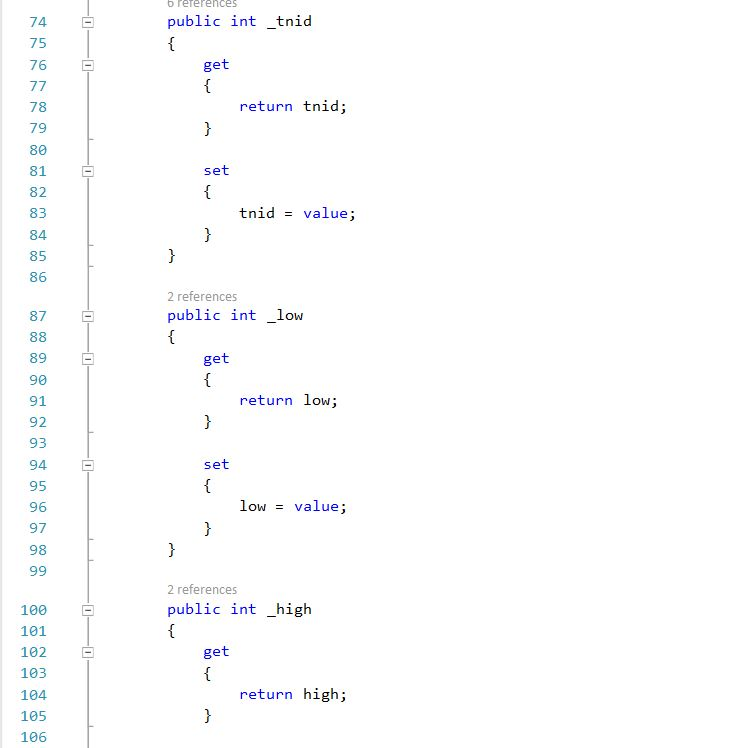 6 references
74 public int _tnid
75 {
76 get
77 {
78 return tnid;
79 }
80
81 set
82 {
83 tnid = value;
84 }
85 }
86
2 references
87 public int _low
88 {
89 get
90 {
91 return low;
92 }
93
94 set
95 {
96 low = value;
97 }
98 }
99
2 references
100 public int _high
101 {
102 get
103 {
104 return high;
105 }
106